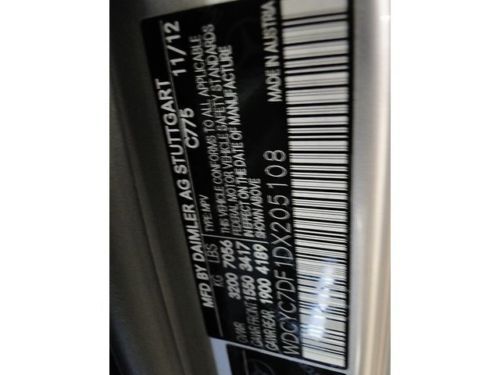 MFD BY DAIMLER AG STUTTGART 11/12
C775
KG LBS TYPE:MPV
GVWR 3200 7056 THIS VEHICLE CONFORMS TO ALL APPLICABLE
GAWR FRONT 1550 3417 FEDERAL MOTOR VEHICLE SAFETY STANDARDS
GAWR REAR 1900 4189 IN EFFECT ON THE DATE OF MANUFACTURE
SHOWN ABOVE
WDCYC7DF1DX205108
MADE IN AUSTRIA